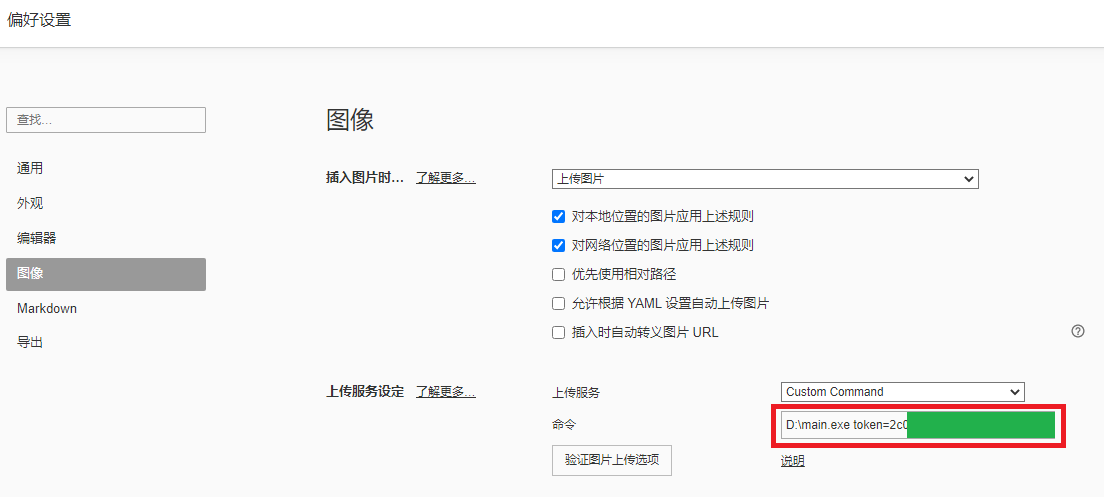 偏好设置
查找...
通用
外观
编辑器
图像
Markdown
导出
图像
插入图片时... 了解更多... 上传图片
对本地位置的图片应用上述规则
对网络位置的图片应用上述规则
优先使用相对路径
允许根据 YAML 设置自动上传图片
插入时自动转义图片 URL
上传服务设定 了解更多... 上传服务 Custom Command
命令 D:\main.exe token=2c0
验证图片上传选项 说明